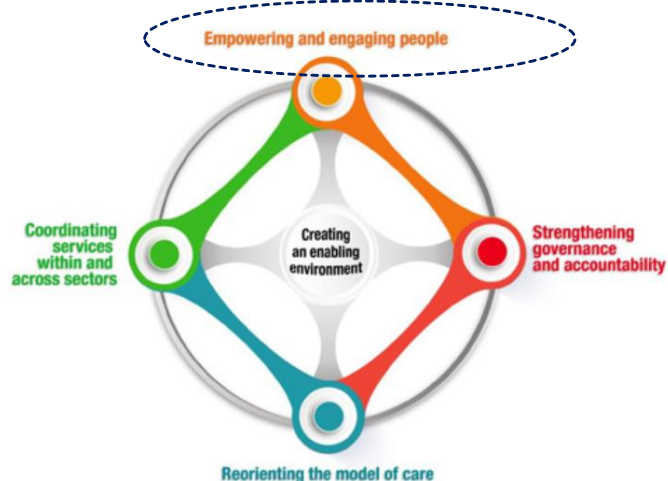 Empowering and engaging people
Coordinating
services
within and
across sectors
Creating
an enabling
environment
Strengthening
governance
and accountability
Reorienting the model of care